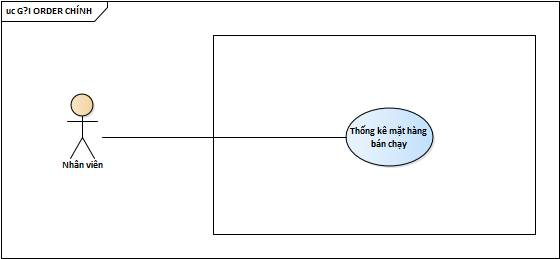 uc G?I ORDER CHÍNH
Thống kê mặt hàng
bán chạy
Nhân viên